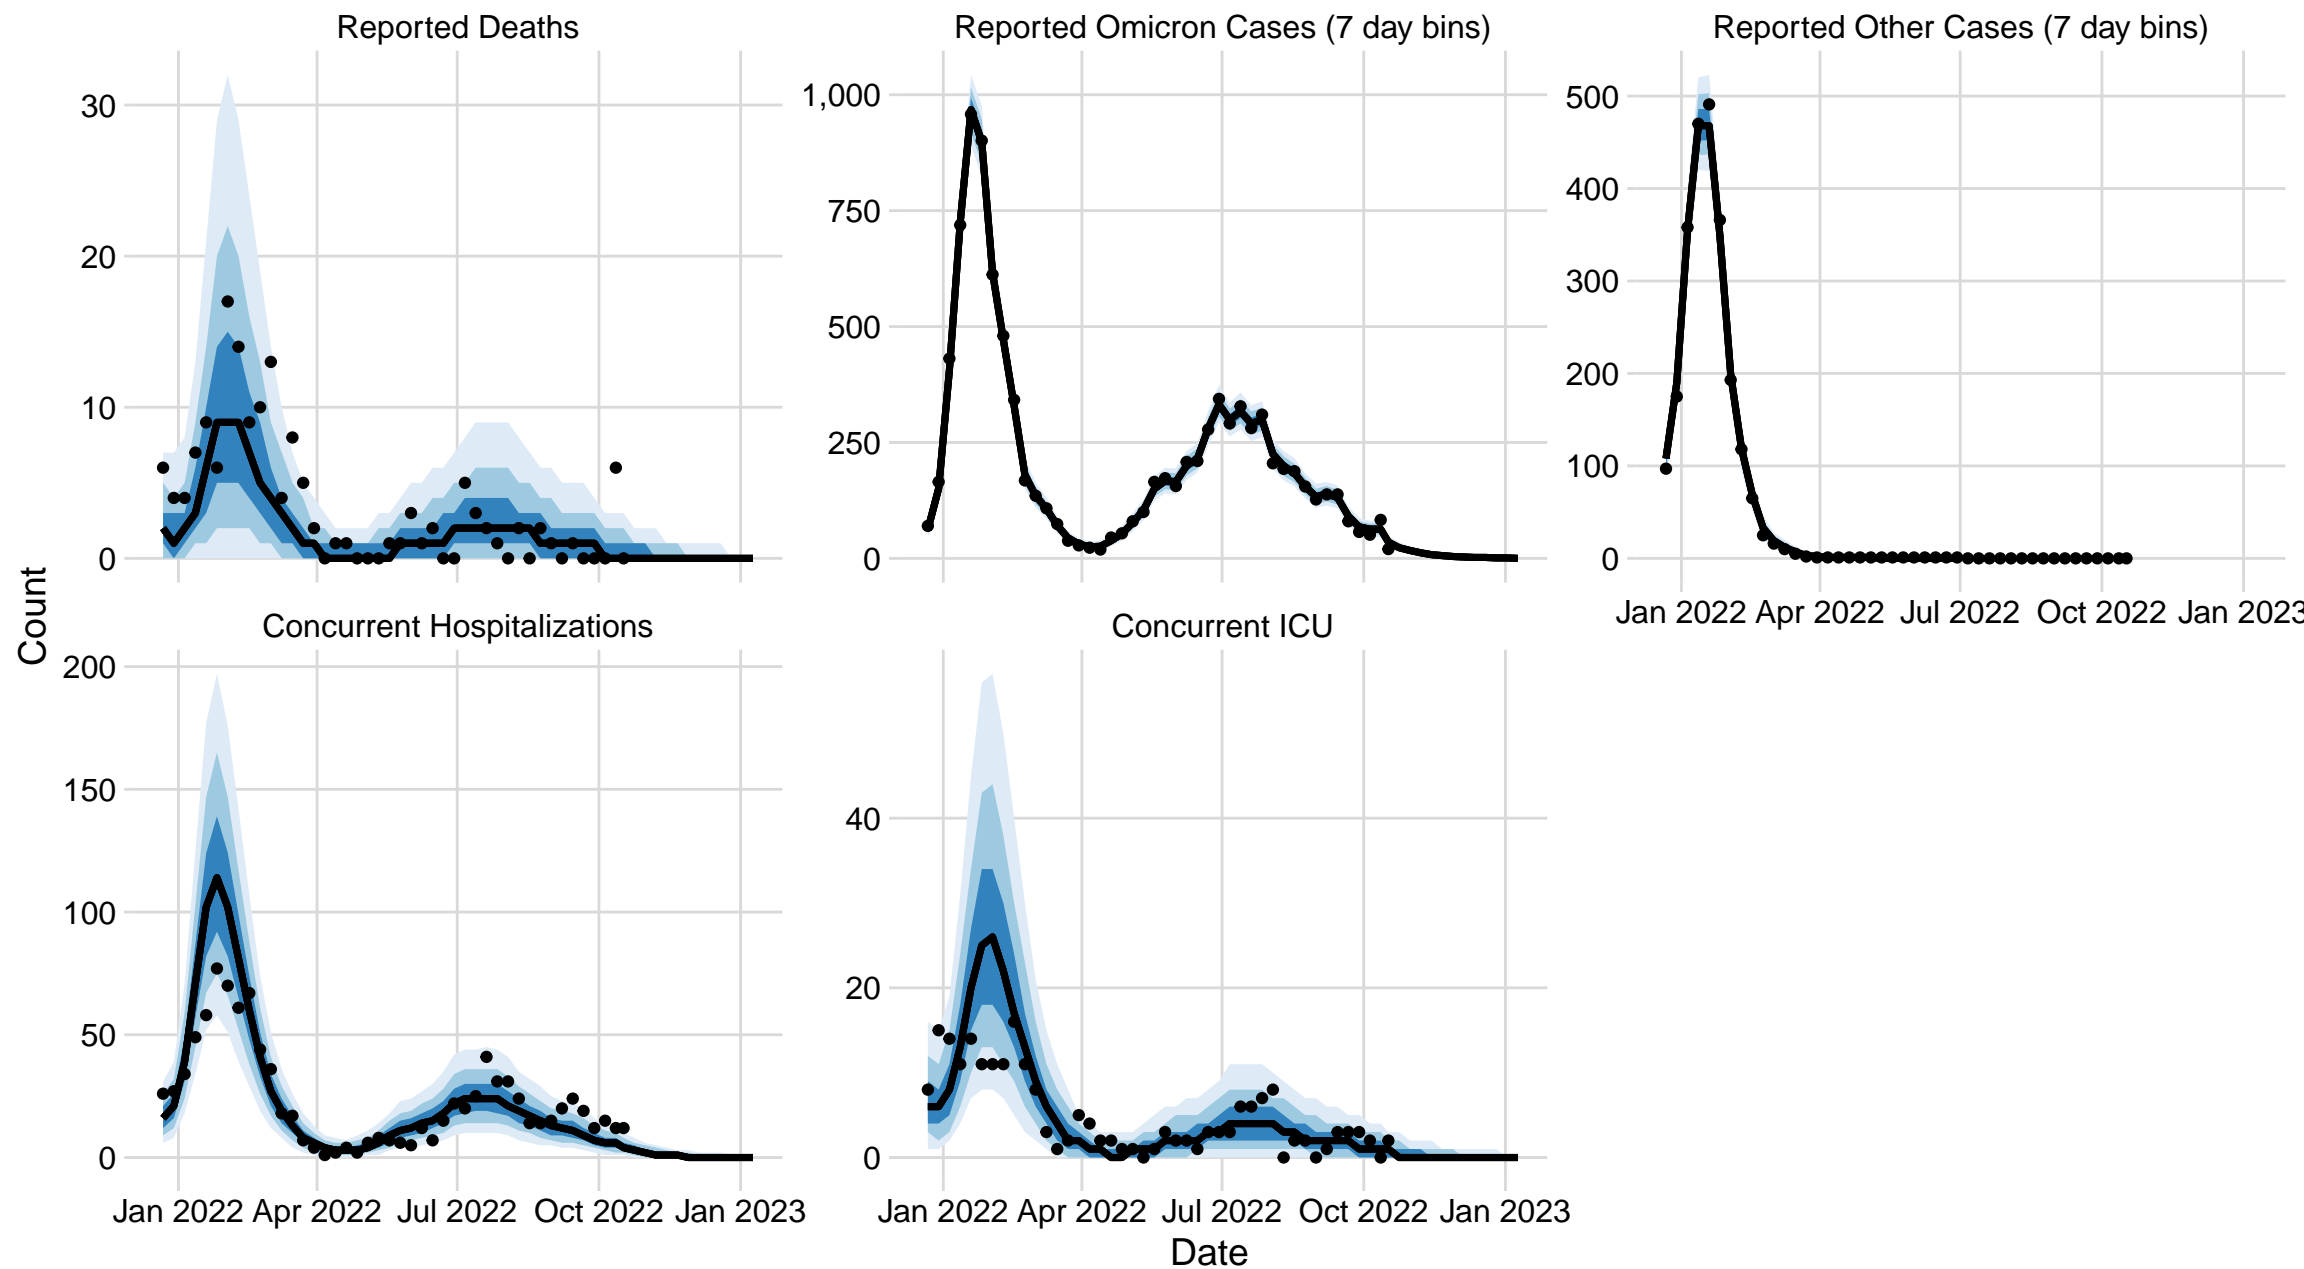 Reported Deaths
Reported Omicron Cases (7 day bins)
Reported Other Cases (7 day bins)
30
20
10
0
1,000
750
500
250
0
500
400
300
200
100
0
Jan 2022 Apr 2022 Jul 2022 Oct 2022 Jan 2023
Count
Concurrent Hospitalizations
Concurrent ICU
200
150
100
50
0
40
20
0
Jan 2022 Apr 2022 Jul 2022 Oct 2022 Jan 2023
Jan 2022 Apr 2022 Jul 2022 Oct 2022 Jan 2023
Date